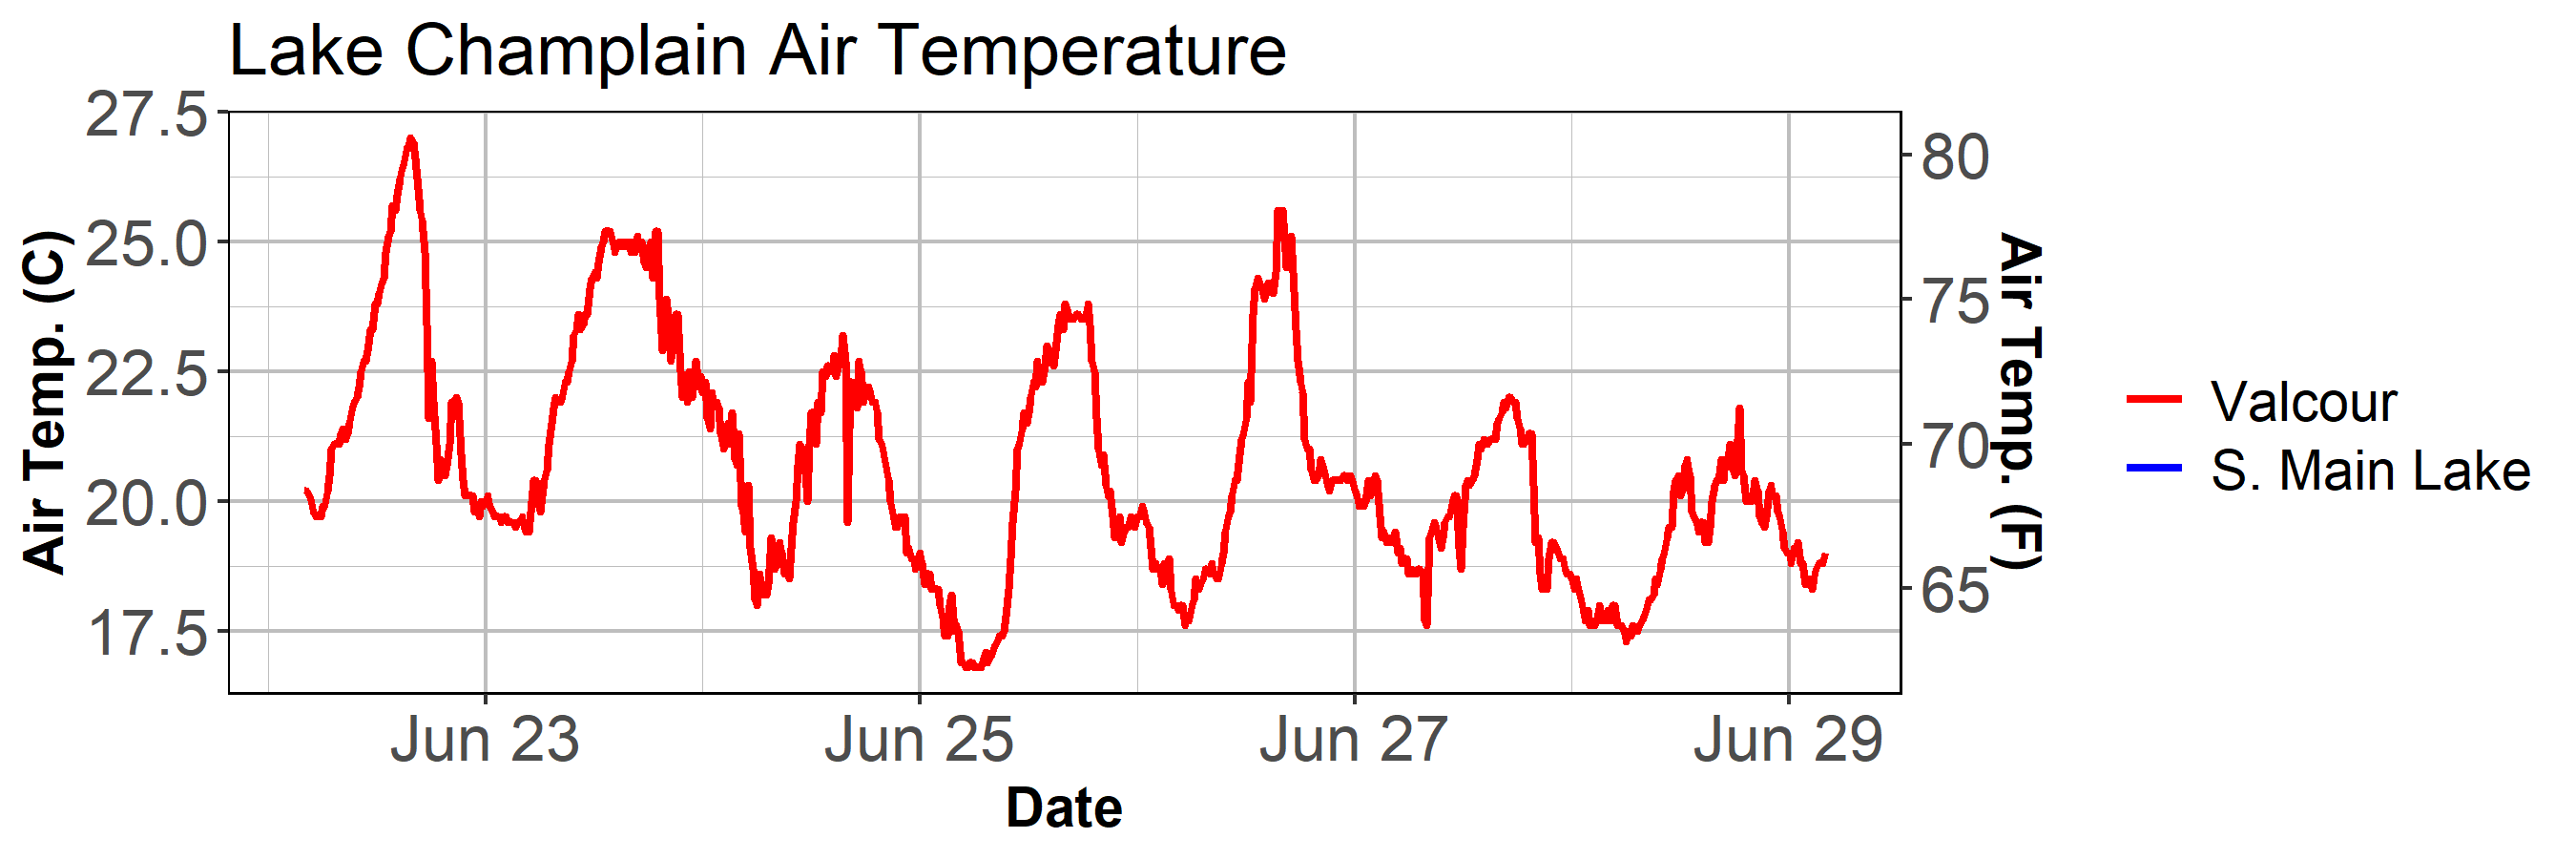 Lake Champlain Air Temperature
Air Temp. (C)
27.5
25.0
22.5
20.0
17.5
80
75
70
65
Air Temp. (F)
Jun 23
Jun 25
Jun 27
Jun 29
Date
Valcour
S. Main Lake